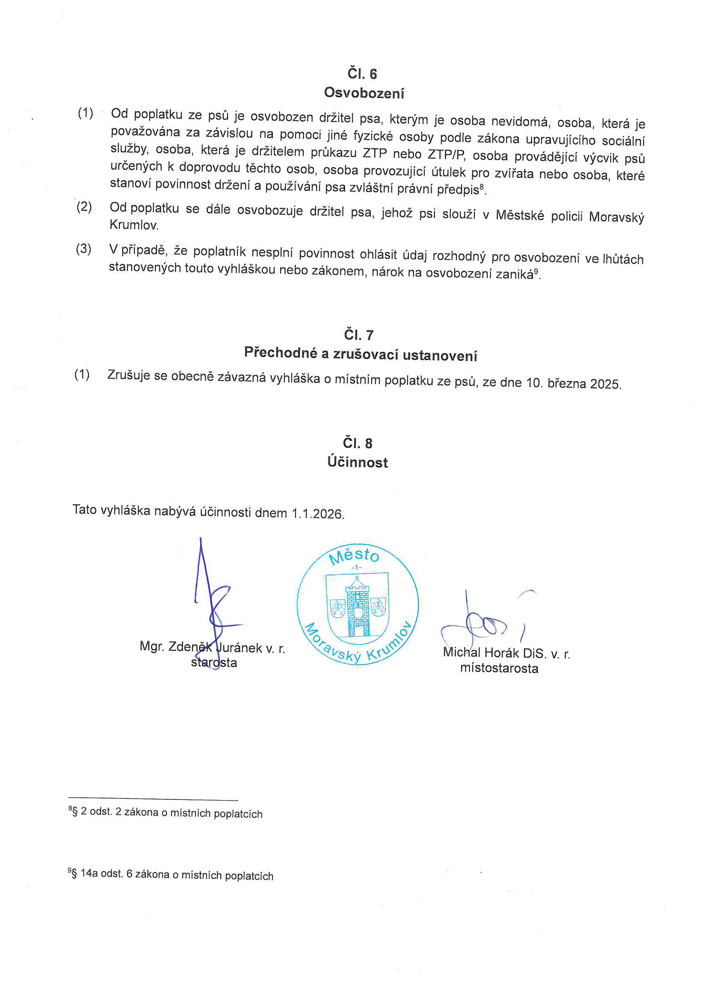 Čl. 6
Osvobození
(1) Od poplatku ze psů je osvobozen držitel psa, kterým je osoba nevidomá, osoba, která je
považována za závislou na pomoci jiné fyzické osoby podle zákona upravujícího sociální
služby, osoba, která je držitelem průkazu ZTP nebo ZTP/P, osoba provádějící výcvik psů
určených k doprovodu těchto osob, osoba provozující útulek pro zvířata nebo osoba, které
stanoví povinnost držení a používání psa zvláštní právní předpis⁸.
(2) Od poplatku se dále osvobozuje držitel psa, jehož psi slouží v Městské policii Moravský
Krumlov.
(3) V případě, že poplatník nesplní povinnost ohlásit údaj rozhodný pro osvobození ve lhůtách
stanovených touto vyhláškou nebo zákonem, nárok na osvobození zaniká⁹.
Čl. 7
Přechodné a zrušovací ustanovení
(1) Zrušuje se obecně závazná vyhláška o místním poplatku ze psů, ze dne 10. března 2025.
Čl. 8
Účinnost
Tato vyhláška nabývá účinnosti dnem 1.1.2026.
Město
-1-
Moravský Krumlov
Mgr. Zdeněk Juránek v. r.
starosta
Michal Horák DiS. v. r.
místostarosta
⁸§ 2 odst. 2 zákona o místních poplatcích
⁹§ 14a odst. 6 zákona o místních poplatcích